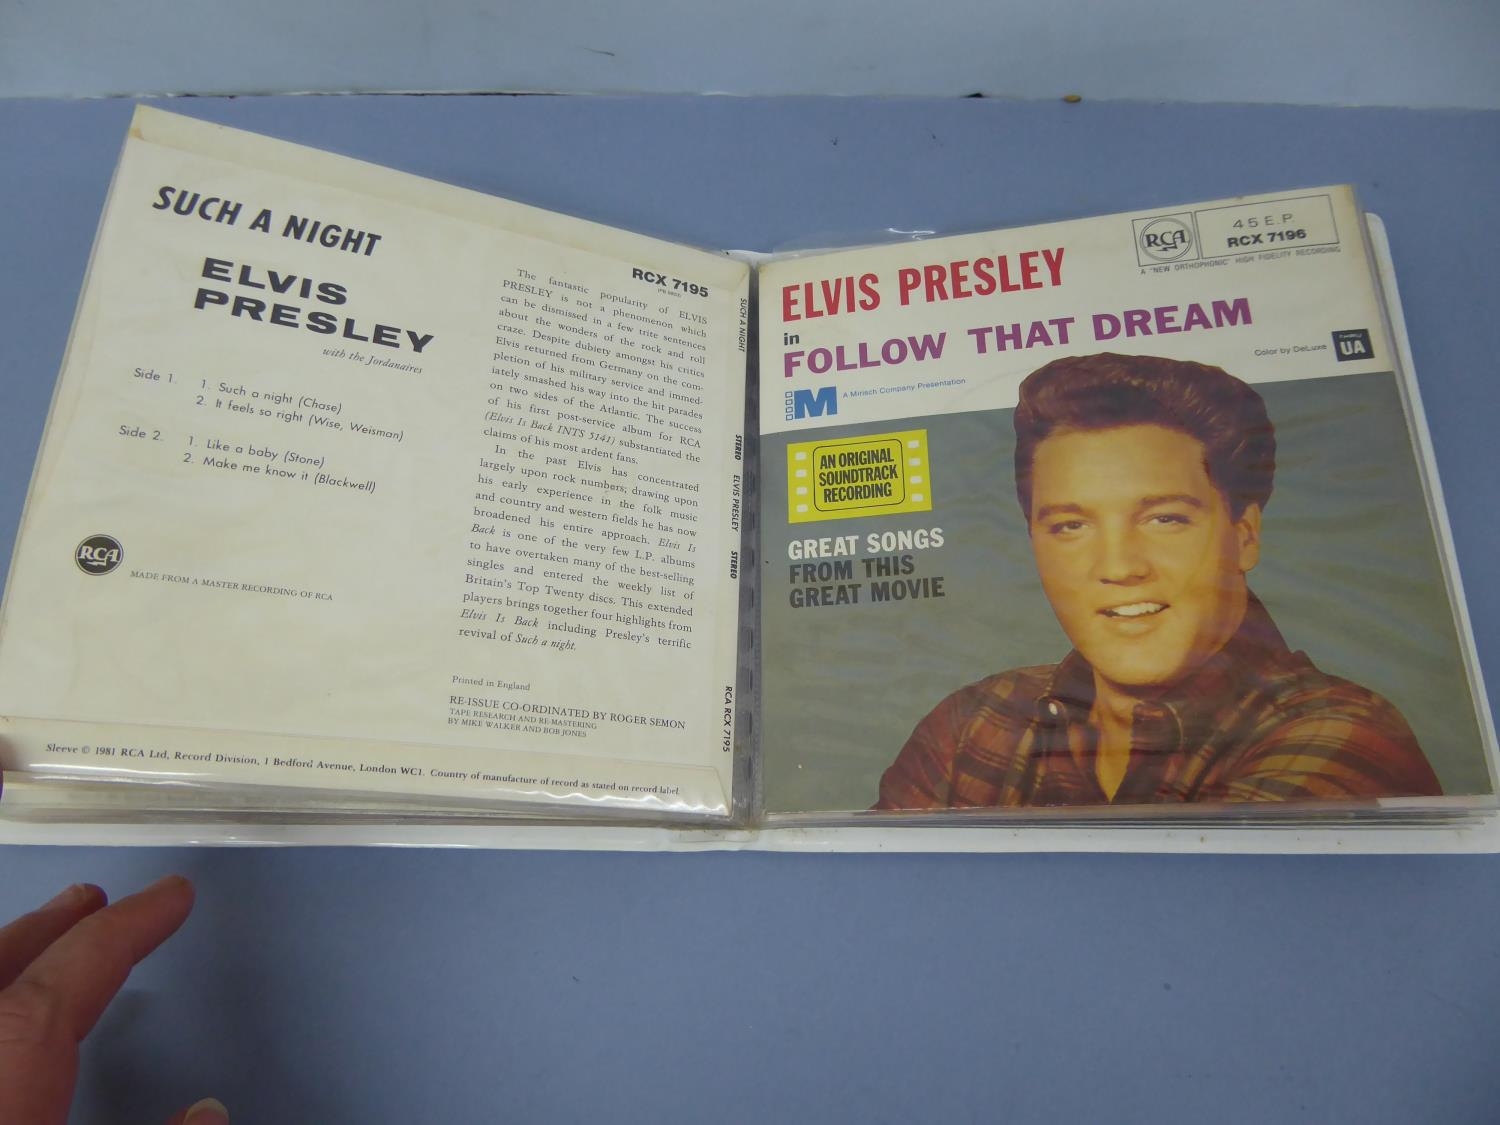 SUCH A NIGHT
ELVIS
PRESLEY
with the Jordanaires
Side 1. 1. Such a night (Chase)
2. It feels so right (Wise, Weisman)
Side 2. 1. Like a baby (Stone)
2. Make me know it (Blackwell)
RCA
MADE FROM A MASTER RECORDING OF RCA
RCX 7195
The fantastic popularity of ELVIS
PRESLEY is not a phenomenon which
can be dismissed in a few trite sentences
about the wonders of the rock and roll
craze. Despite dubiety amongst his critics
Elvis returned from Germany on the com-
pletion of his military service and immed-
iately smashed his way into the hit parades
on two sides of the Atlantic. The success
of his first post-service album for RCA
(Elvis Is Back INTS 5141) substantiated the
claims of his most ardent fans.
In the past Elvis has concentrated
largely upon rock numbers; drawing upon
his early experience in the folk music
and country and western fields he has now
broadened his entire approach. Elvis Is
Back is one of the very few L.P. albums
to have overtaken many of the best-selling
singles and entered the weekly list of
Britain's Top Twenty discs. This extended
players brings together four highlights from
Elvis Is Back including Presley's terrific
revival of Such a night.
Printed in England
RE-ISSUE CO-ORDINATED BY ROGER SEMON
TAPE RESEARCH AND RE-MASTERING
BY MIKE WALKER AND BOB JONES
Sleeve © 1981 RCA Ltd, Record Division, 1 Bedford Avenue, London WC1. Country of manufacture of record as stated on record label.
SUCH A NIGHT
STEREO
ELVIS PRESLEY
STEREO
RCA RCX 7195
ELVIS PRESLEY
in
FOLLOW THAT DREAM
M A Mirisch Company Presentation
RCA
45 E.P.
RCX 7196
A "NEW ORTHOPHONIC" HIGH FIDELITY RECORDING
Color by DeLuxe
THRU
UA
AN ORIGINAL
SOUNDTRACK
RECORDING
GREAT SONGS
FROM THIS
GREAT MOVIE